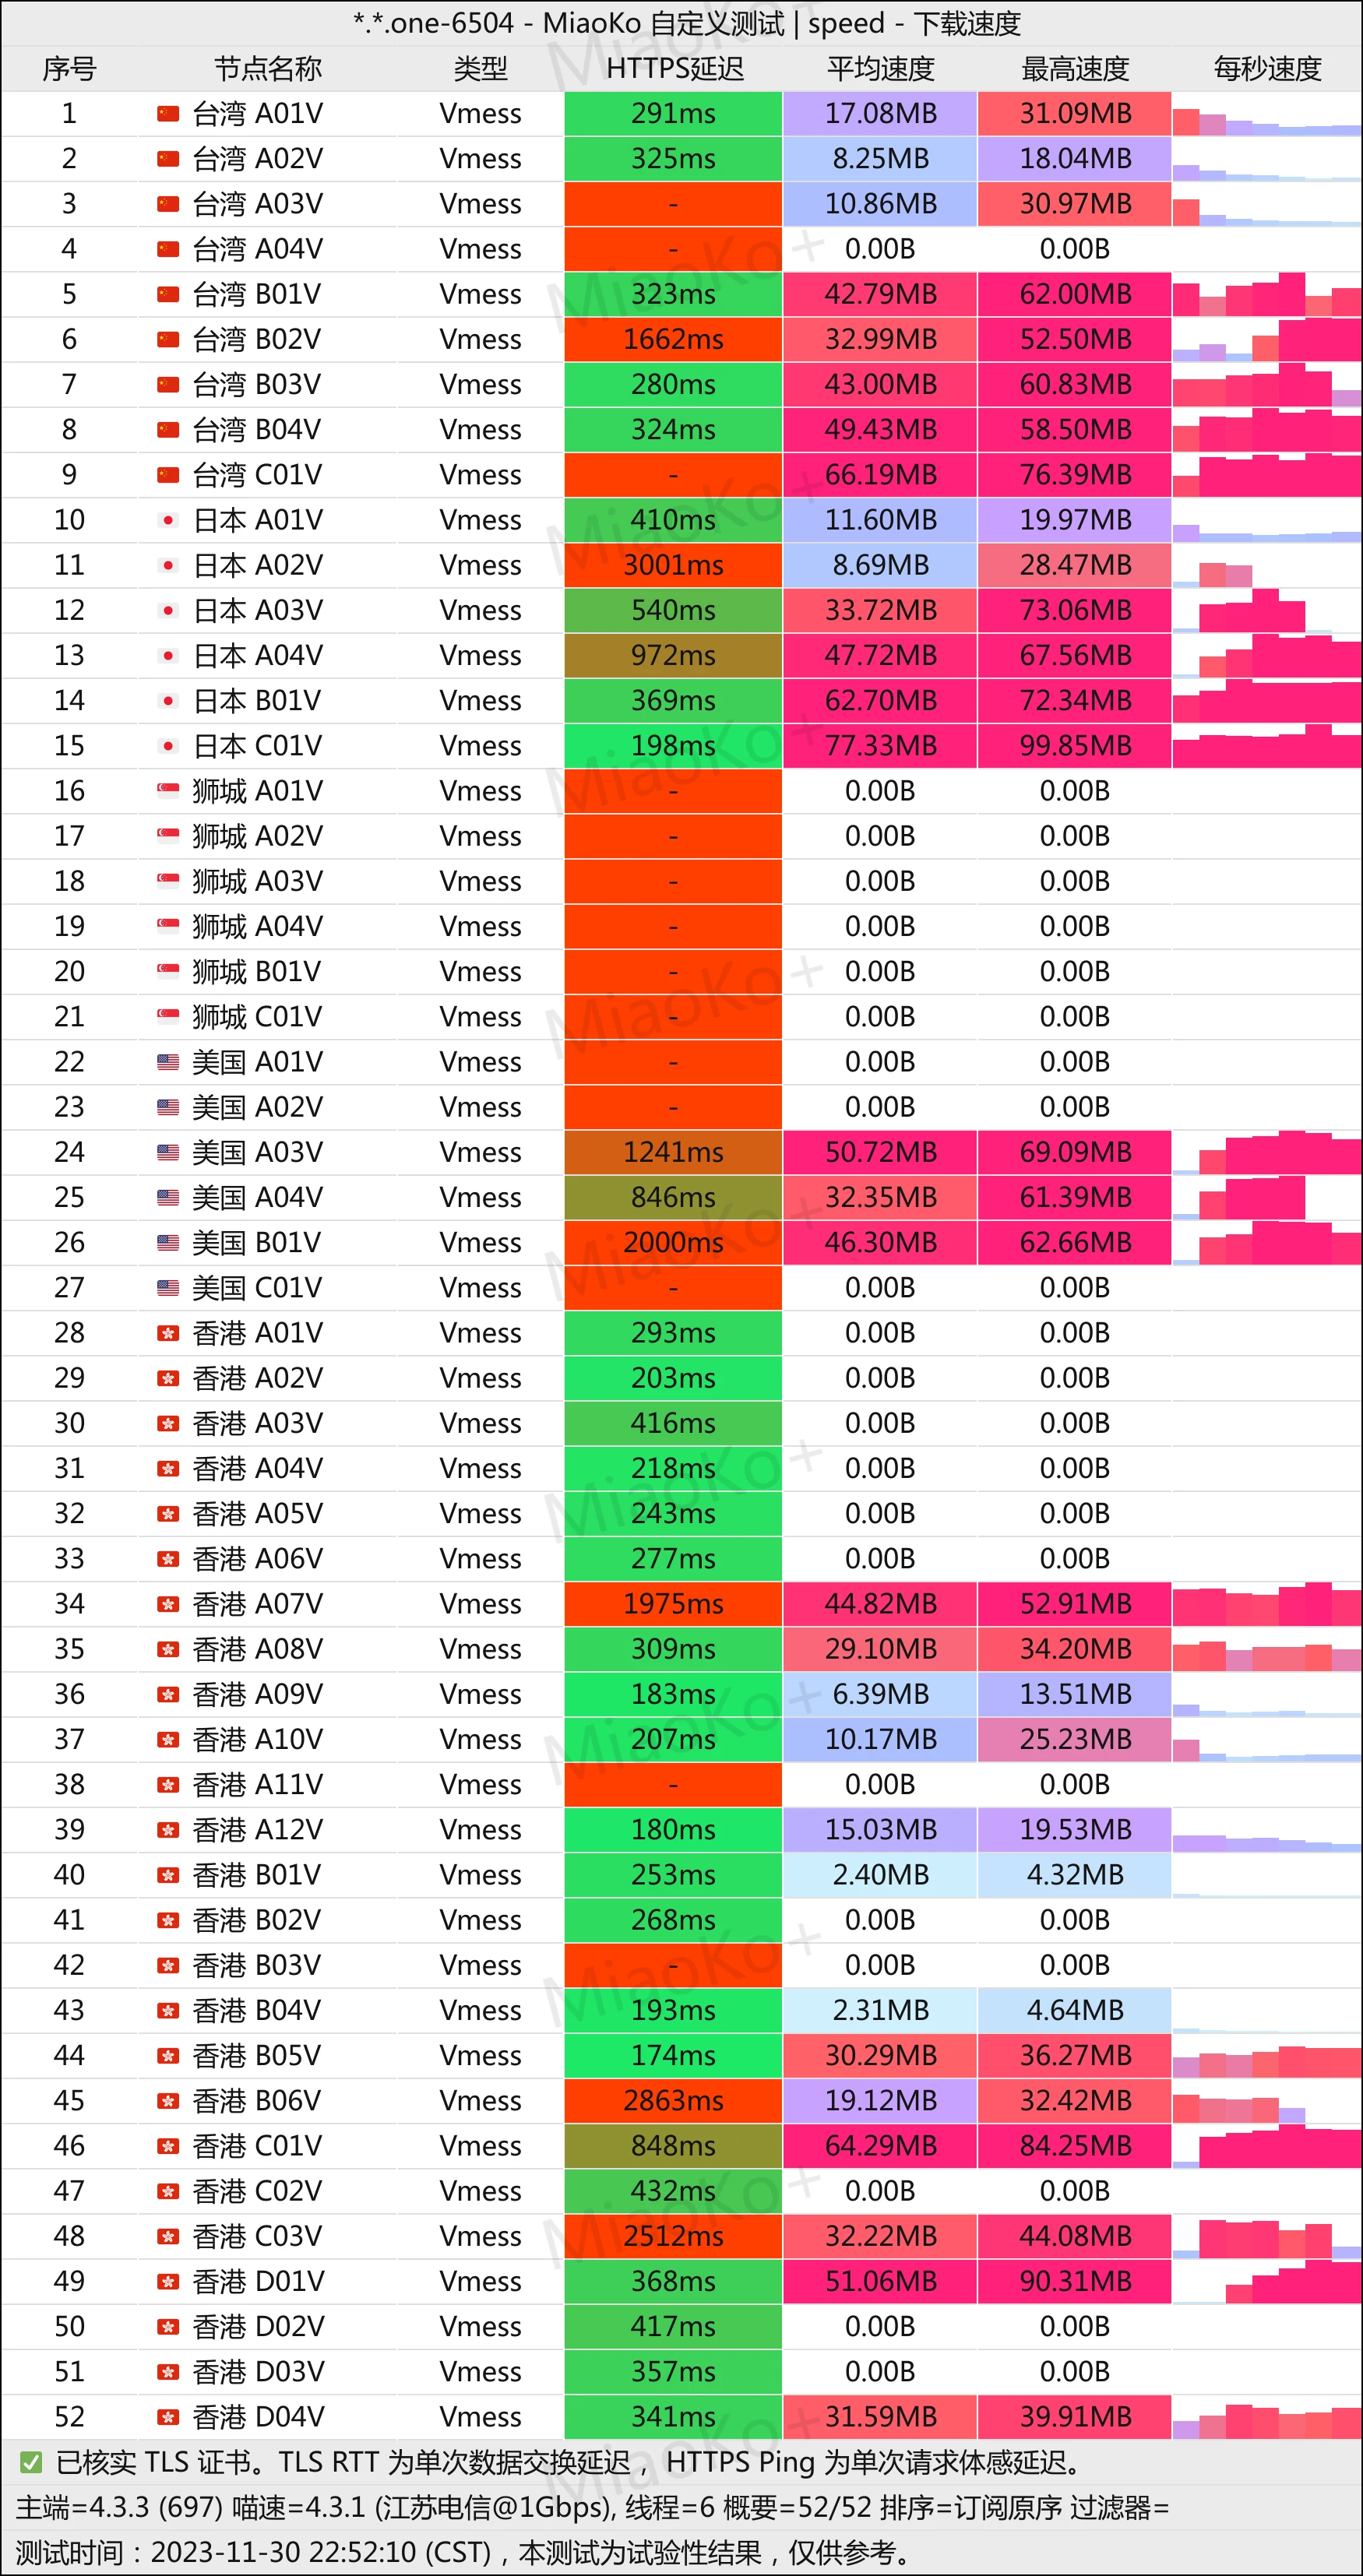 *.*.one-6504 - MiaoKo 自定义测试 | speed - 下载速度
序号 节点名称 类型 HTTPS延迟 平均速度 最高速度 每秒速度
1 台湾 A01V Vmess 291ms 17.08MB 31.09MB
2 台湾 A02V Vmess 325ms 8.25MB 18.04MB
3 台湾 A03V Vmess - 10.86MB 30.97MB
4 台湾 A04V Vmess - 0.00B 0.00B
5 台湾 B01V Vmess 323ms 42.79MB 62.00MB
6 台湾 B02V Vmess 1662ms 32.99MB 52.50MB
7 台湾 B03V Vmess 280ms 43.00MB 60.83MB
8 台湾 B04V Vmess 324ms 49.43MB 58.50MB
9 台湾 C01V Vmess - 66.19MB 76.39MB
10 日本 A01V Vmess 410ms 11.60MB 19.97MB
11 日本 A02V Vmess 3001ms 8.69MB 28.47MB
12 日本 A03V Vmess 540ms 33.72MB 73.06MB
13 日本 A04V Vmess 972ms 47.72MB 67.56MB
14 日本 B01V Vmess 369ms 62.70MB 72.34MB
15 日本 C01V Vmess 198ms 77.33MB 99.85MB
16 狮城 A01V Vmess - 0.00B 0.00B
17 狮城 A02V Vmess - 0.00B 0.00B
18 狮城 A03V Vmess - 0.00B 0.00B
19 狮城 A04V Vmess - 0.00B 0.00B
20 狮城 B01V Vmess - 0.00B 0.00B
21 狮城 C01V Vmess - 0.00B 0.00B
22 美国 A01V Vmess - 0.00B 0.00B
23 美国 A02V Vmess - 0.00B 0.00B
24 美国 A03V Vmess 1241ms 50.72MB 69.09MB
25 美国 A04V Vmess 846ms 32.35MB 61.39MB
26 美国 B01V Vmess 2000ms 46.30MB 62.66MB
27 美国 C01V Vmess - 0.00B 0.00B
28 香港 A01V Vmess 293ms 0.00B 0.00B
29 香港 A02V Vmess 203ms 0.00B 0.00B
30 香港 A03V Vmess 416ms 0.00B 0.00B
31 香港 A04V Vmess 218ms 0.00B 0.00B
32 香港 A05V Vmess 243ms 0.00B 0.00B
33 香港 A06V Vmess 277ms 0.00B 0.00B
34 香港 A07V Vmess 1975ms 44.82MB 52.91MB
35 香港 A08V Vmess 309ms 29.10MB 34.20MB
36 香港 A09V Vmess 183ms 6.39MB 13.51MB
37 香港 A10V Vmess 207ms 10.17MB 25.23MB
38 香港 A11V Vmess - 0.00B 0.00B
39 香港 A12V Vmess 180ms 15.03MB 19.53MB
40 香港 B01V Vmess 253ms 2.40MB 4.32MB
41 香港 B02V Vmess 268ms 0.00B 0.00B
42 香港 B03V Vmess - 0.00B 0.00B
43 香港 B04V Vmess 193ms 2.31MB 4.64MB
44 香港 B05V Vmess 174ms 30.29MB 36.27MB
45 香港 B06V Vmess 2863ms 19.12MB 32.42MB
46 香港 C01V Vmess 848ms 64.29MB 84.25MB
47 香港 C02V Vmess 432ms 0.00B 0.00B
48 香港 C03V Vmess 2512ms 32.22MB 44.08MB
49 香港 D01V Vmess 368ms 51.06MB 90.31MB
50 香港 D02V Vmess 417ms 0.00B 0.00B
51 香港 D03V Vmess 357ms 0.00B 0.00B
52 香港 D04V Vmess 341ms 31.59MB 39.91MB
✅ 已核实 TLS 证书。TLS RTT 为单次数据交换延迟， HTTPS Ping 为单次请求体感延迟。
主端=4.3.3 (697) 喵速=4.3.1 (江苏电信@1Gbps), 线程=6 概要=52/52 排序=订阅原序 过滤器=
测试时间：2023-11-30 22:52:10 (CST)，本测试为试验性结果，仅供参考。
MiaoKo+
MiaoKo+
MiaoKo+
MiaoKo+
MiaoKo+
MiaoKo+
MiaoKo+
MiaoKo+
MiaoKo+
MiaoKo+
MiaoKo+